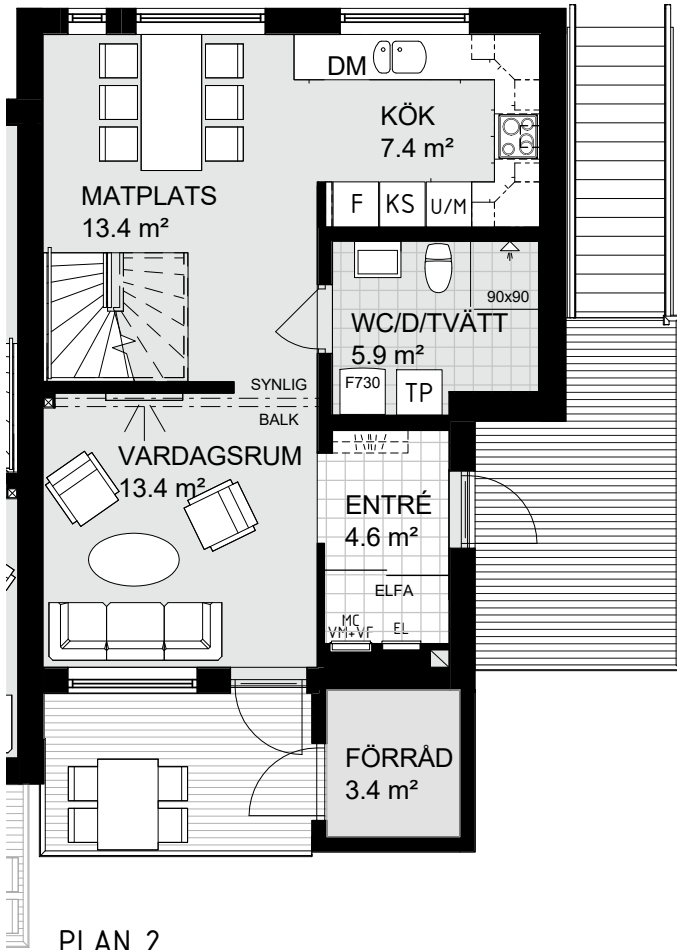 DM
KÖK
7.4 m²
MATPLATS
13.4 m²
F KS U/M
90x90
WC/D/TVÄTT
5.9 m²
F730 TP
SYNLIG
BALK
VARDAGSRUM
13.4 m²
ENTRÉ
4.6 m²
ELFA
MC
VM+VF EL
FÖRRÅD
3.4 m²
PLAN 2